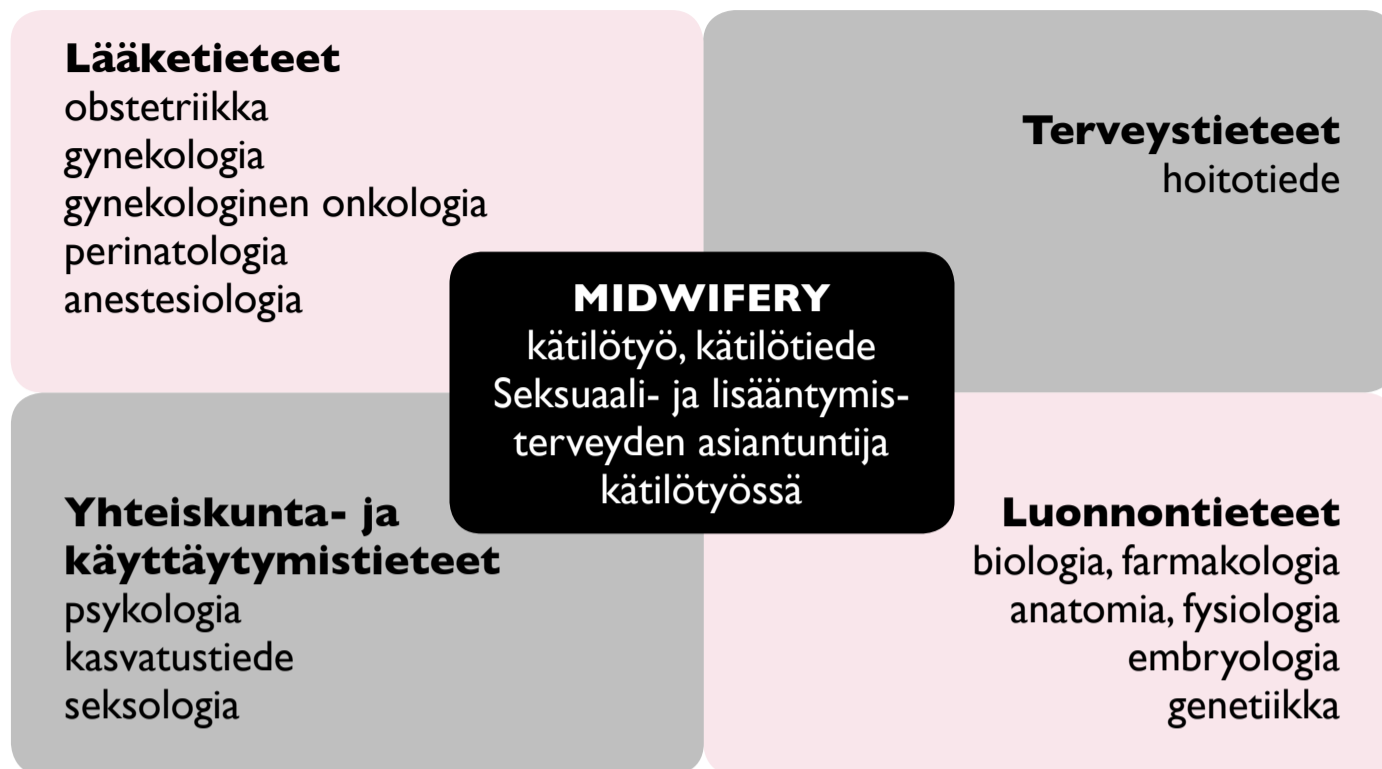 Lääketieteet
obstetriikka
gynekologia
gynekologinen onkologia
perinatologia
anestesiologia
Terveystieteet
hoitotiede
MIDWIFERY
kätilötyö, kätilötiede
Seksuaali- ja lisääntymis-
terveyden asiantuntija
kätilötyössä
Yhteiskunta- ja
käyttäytymistieteet
psykologia
kasvatustiede
seksologia
Luonnontieteet
biologia, farmakologia
anatomia, fysiologia
embryologia
genetiikka